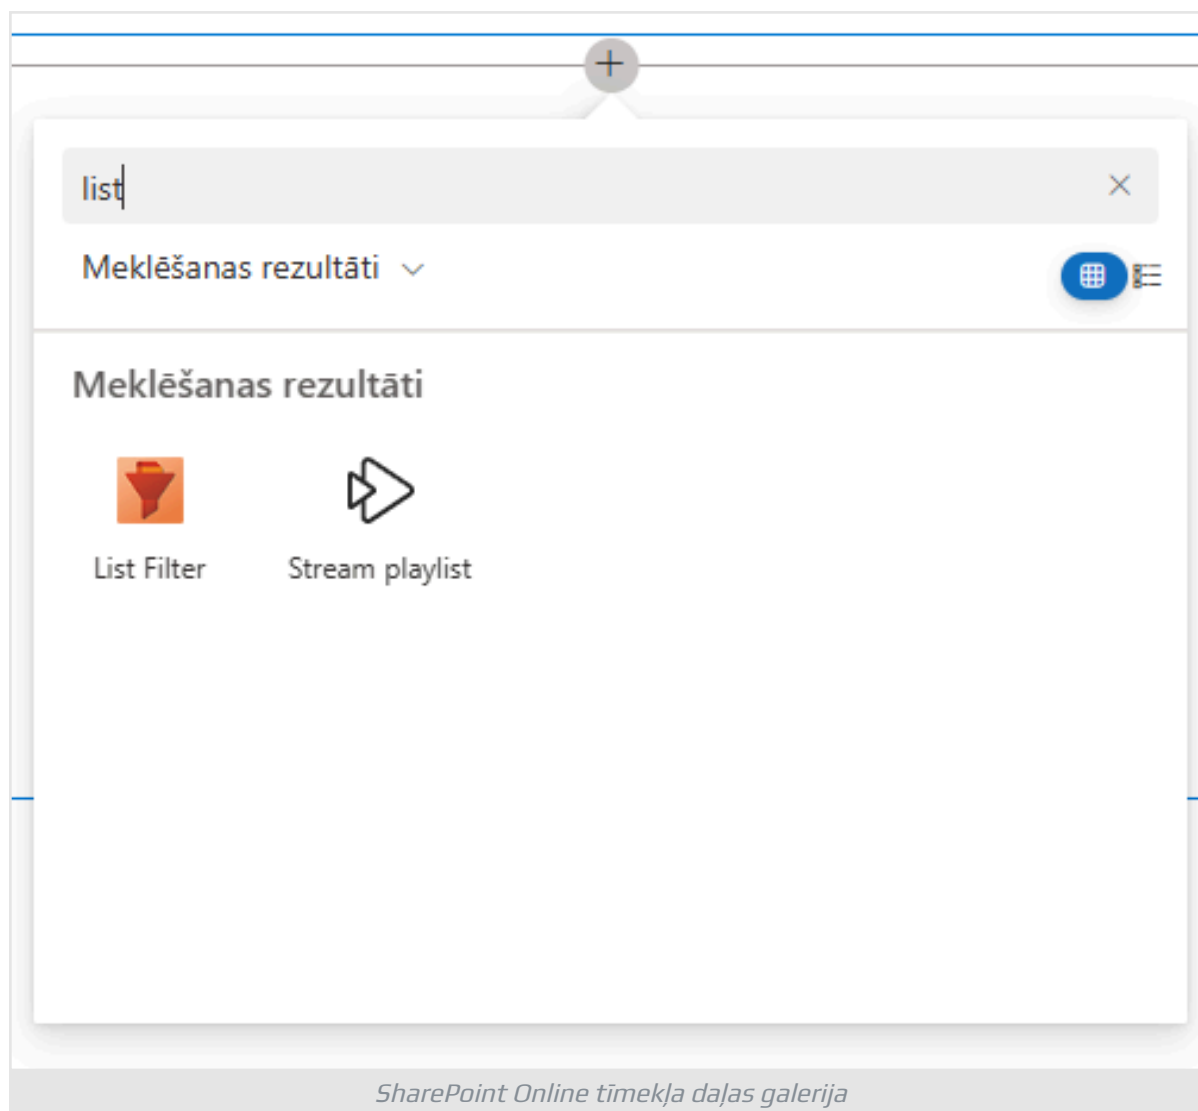 list
Meklēšanas rezultāti
Meklēšanas rezultāti
List Filter
Stream playlist
SharePoint Online tīmekļa daļas galerija